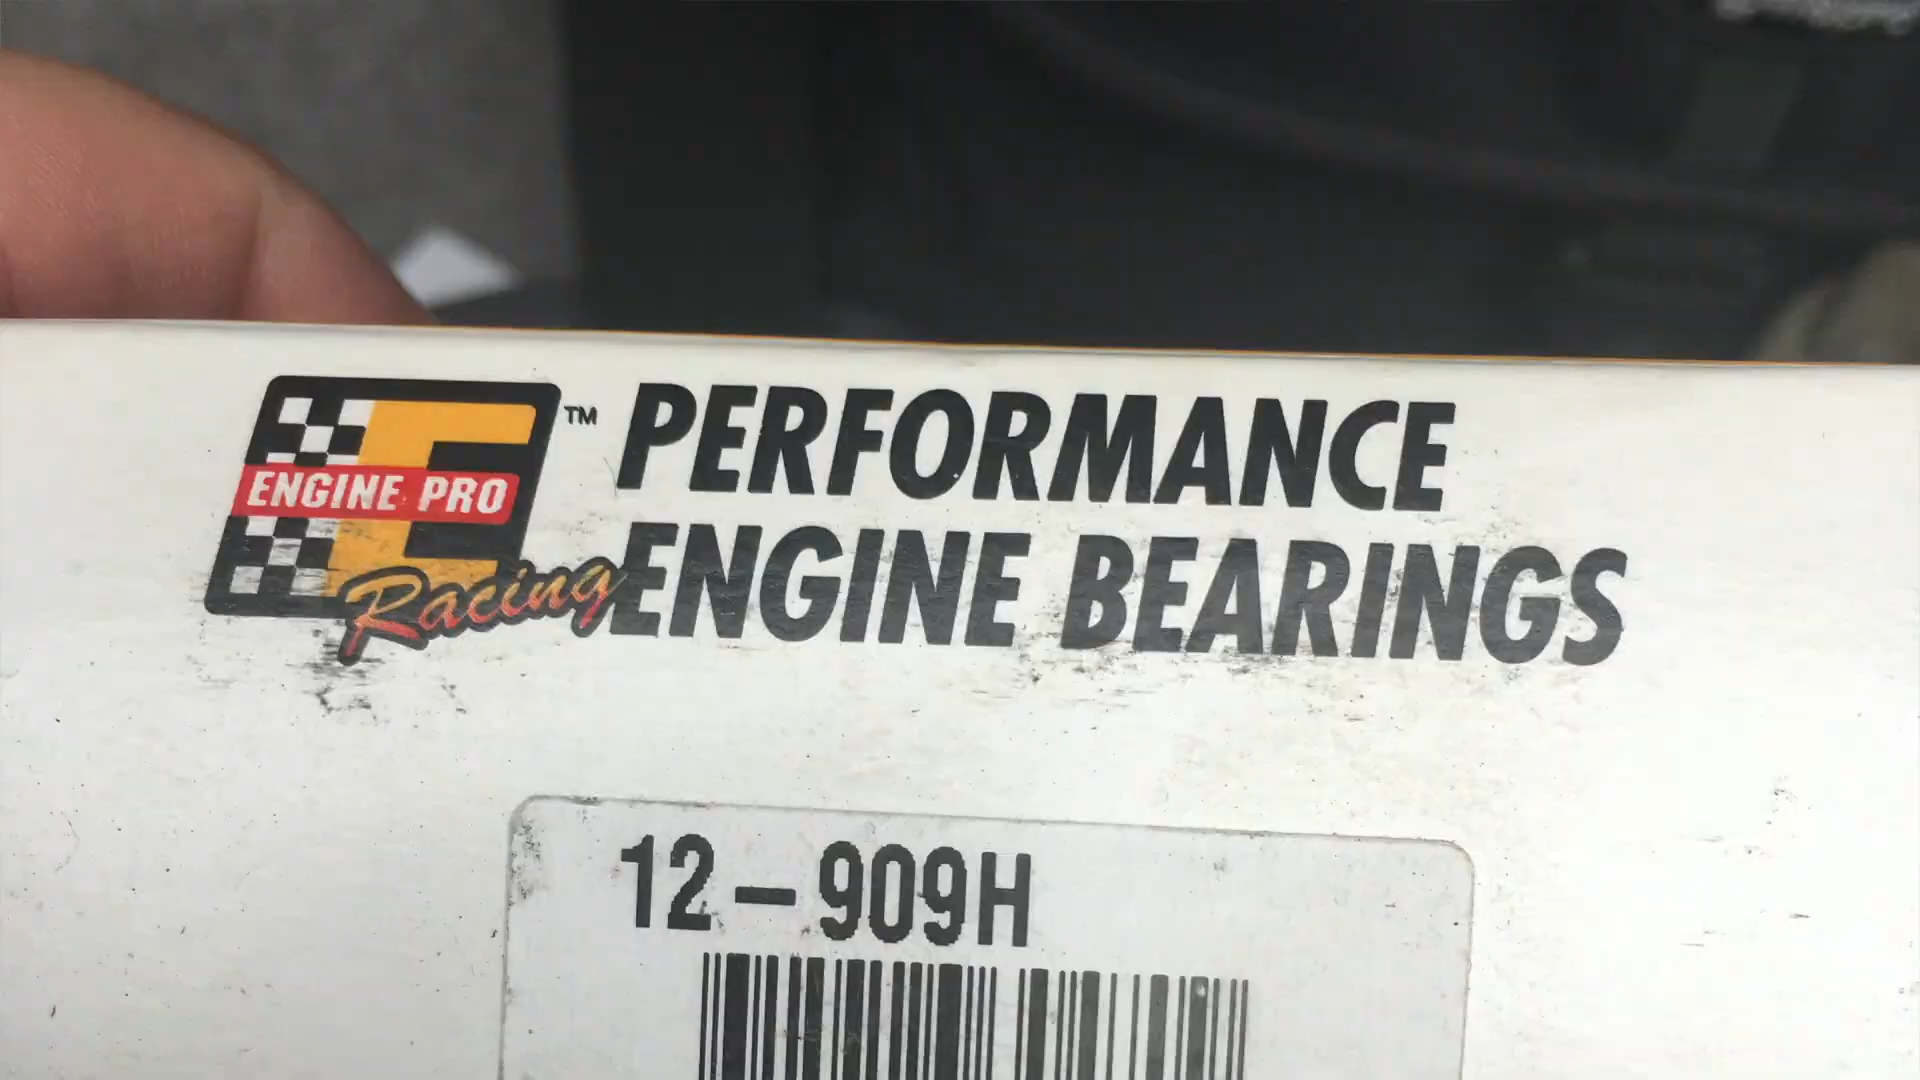 ENGINE PRO
Racing
™
PERFORMANCE
ENGINE BEARINGS
12-909H